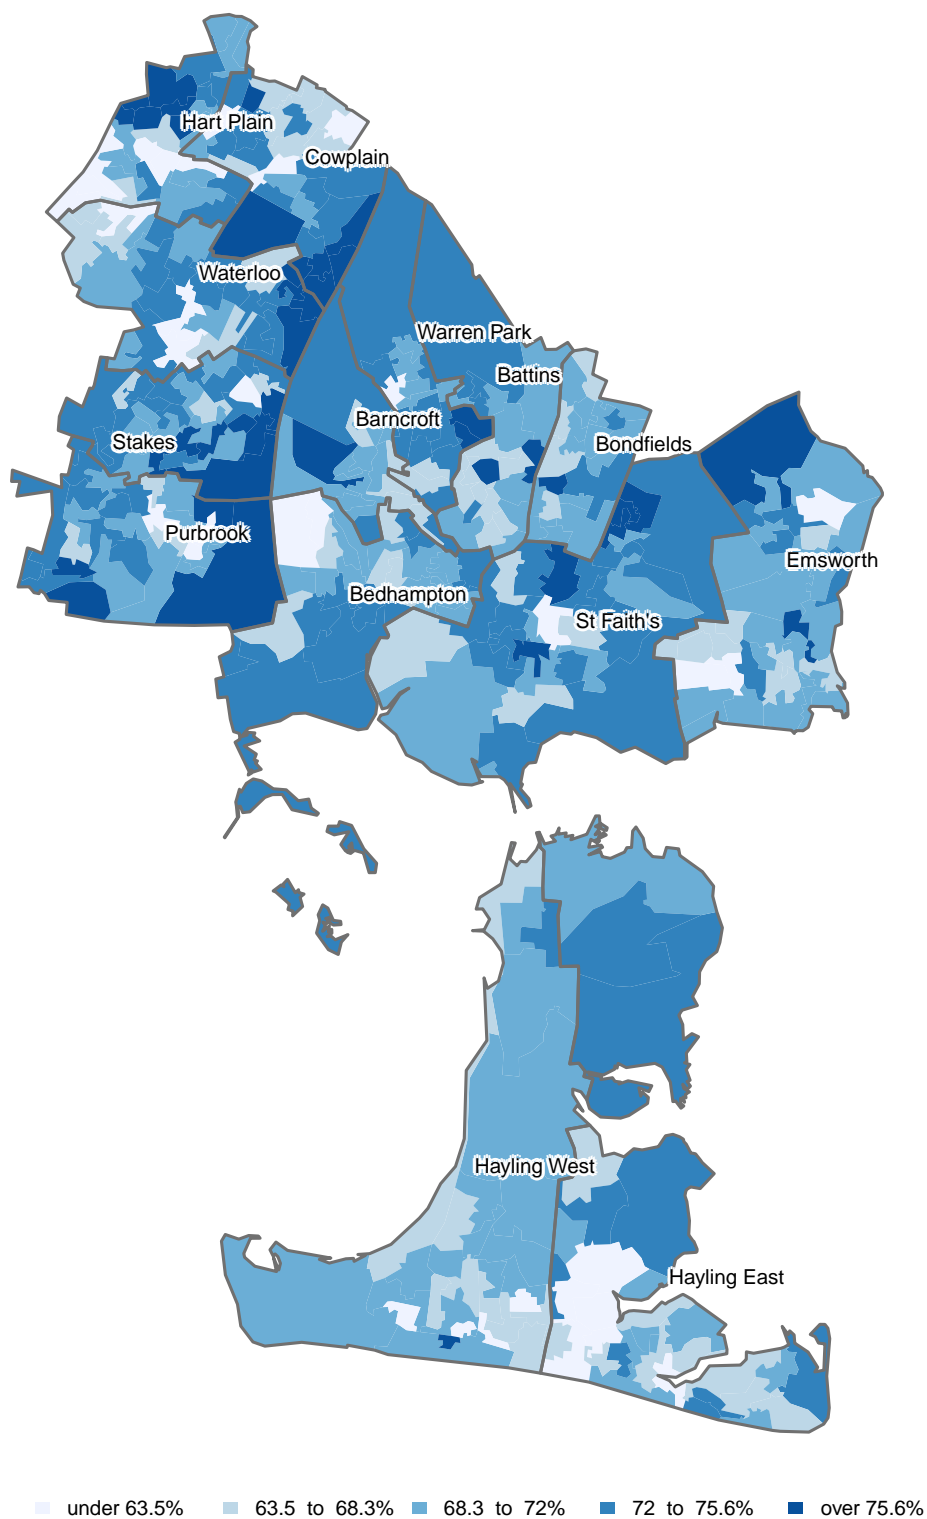 Hart Plain
Cowplain
Waterloo
Warren Park
Battins
Barncroft
Stakes
Bondfields
Purbrook
Emsworth
Bedhampton
St Faith's
Hayling West
Hayling East
under 63.5% 63.5 to 68.3% 68.3 to 72% 72 to 75.6% over 75.6%